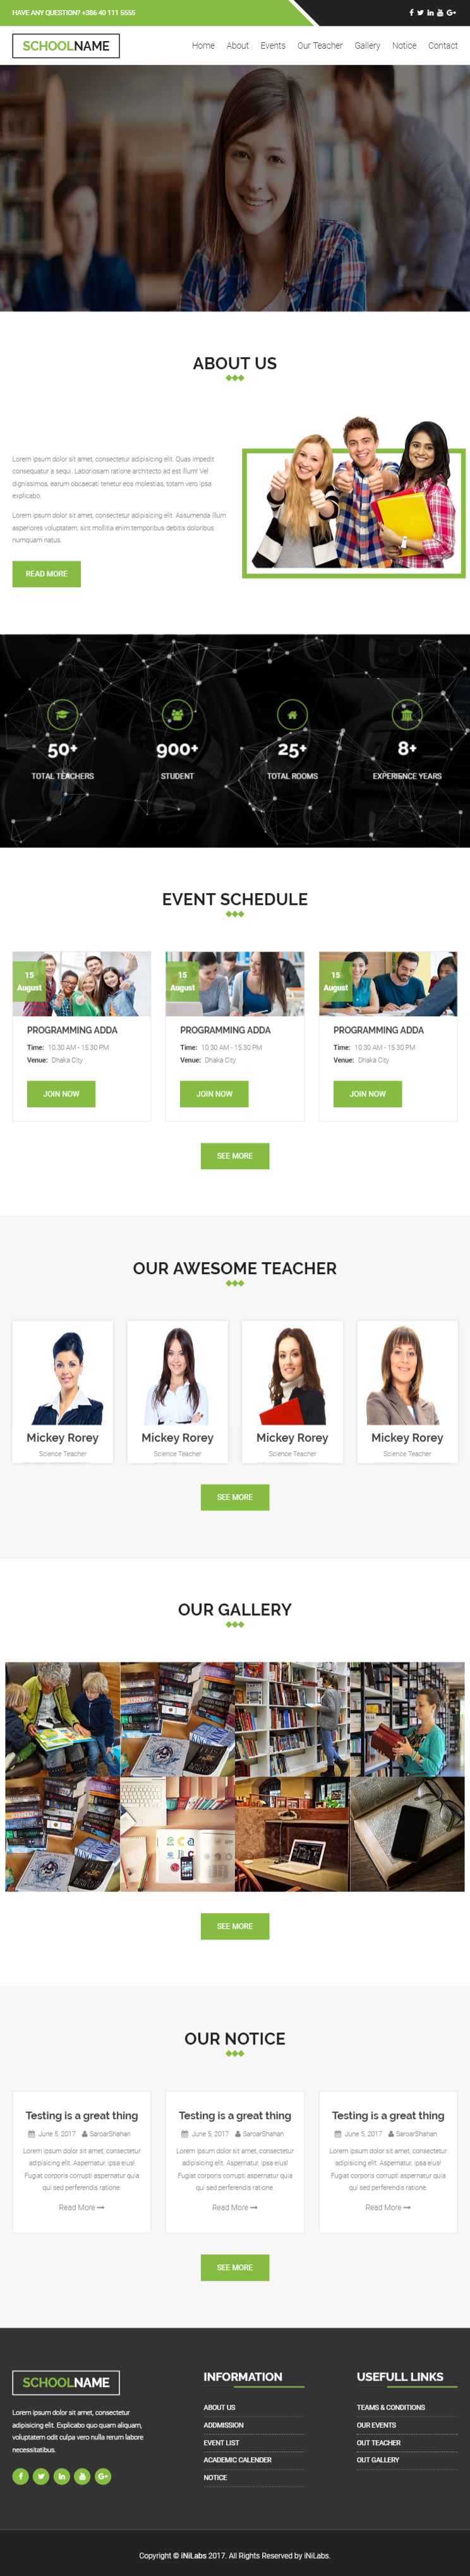 HAVE ANY QUESTION? +386 40 111 5555
SCHOOLNAME
Home About Events Our Teacher Gallery Notice Contact
ABOUT US
Lorem ipsum dolor sit amet, consectetur adipisicing elit. Quas impedit
consequatur a sequi. Laboriosam ratione architecto ad est illum! Vel
dignissimos, earum obcaecati tenetur eos molestias, totam vero ipsa
explicabo.
Lorem ipsum dolor sit amet, consectetur adipisicing elit. Assumenda illum
asperiores voluptatem, sint mollitia enim temporibus debitis doloribus
numquam natus.
READ MORE
50+ 900+ 25+ 8+
TOTAL TEACHERS STUDENT TOTAL ROOMS EXPERIENCE YEARS
EVENT SCHEDULE
15 15 15
August August August
PROGRAMMING ADDA PROGRAMMING ADDA PROGRAMMING ADDA
Time: 10.30 AM - 15.30 PM Time: 10.30 AM - 15.30 PM Time: 10.30 AM - 15.30 PM
Venue: Dhaka City Venue: Dhaka City Venue: Dhaka City
JOIN NOW JOIN NOW JOIN NOW
SEE MORE
OUR AWESOME TEACHER
Mickey Rorey Mickey Rorey Mickey Rorey Mickey Rorey
Science Teacher Science Teacher Science Teacher Science Teacher
SEE MORE
OUR GALLERY
SEE MORE
OUR NOTICE
Testing is a great thing Testing is a great thing Testing is a great thing
June 5, 2017 SaroarShahan June 5, 2017 SaroarShahan June 5, 2017 SaroarShahan
Lorem ipsum dolor sit amet, consectetur Lorem ipsum dolor sit amet, consectetur Lorem ipsum dolor sit amet, consectetur
adipisicing elit. Aspernatur, ipsa eius! adipisicing elit. Aspernatur, ipsa eius! adipisicing elit. Aspernatur, ipsa eius!
Fugiat corporis corrupti aspernatur quia Fugiat corporis corrupti aspernatur quia Fugiat corporis corrupti aspernatur quia
qui sed perferendis ratione. qui sed perferendis ratione. qui sed perferendis ratione.
Read More Read More Read More
SEE MORE
SCHOOLNAME
Lorem ipsum dolor sit amet, consectetur
adipisicing elit. Explicabo quo quam aliquam,
voluptatem odit culpa vero nulla rerum labore
necessitatibus.
INFORMATION
ABOUT US
ADDMISSION
EVENT LIST
ACADEMIC CALENDER
NOTICE
USEFULL LINKS
TEAMS & CONDITIONS
OUR EVENTS
OUT TEACHER
OUT GALLERY
Copyright © iNiLabs 2017. All Rights Reserved by iNiLabs.